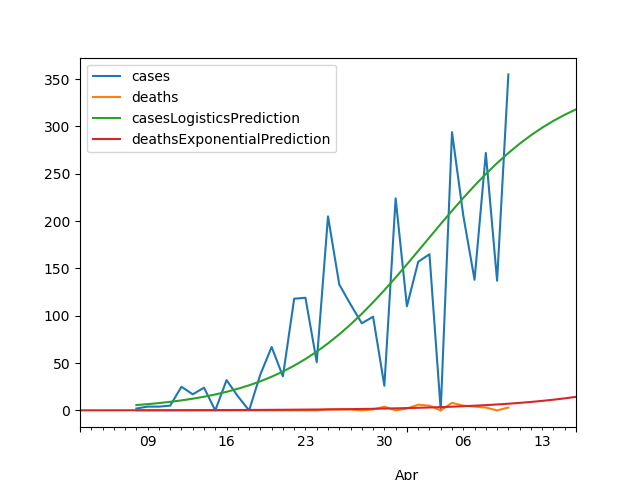 350
300
250
200
150
100
50
0
cases
deaths
casesLogisticsPrediction
deathsExponentialPrediction
09 16 23 30 06 13
Apr